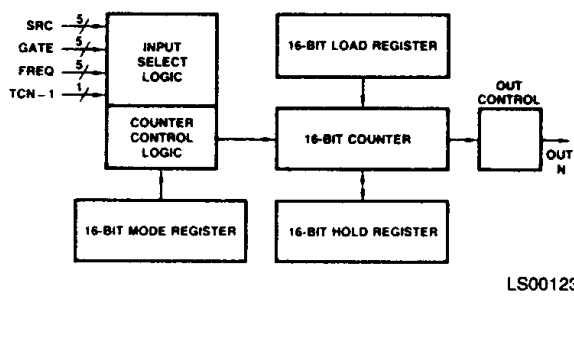 SRC 5
GATE 5
FREQ 5
TCN-1 1
INPUT
SELECT
LOGIC
COUNTER
CONTROL
LOGIC
16-BIT LOAD REGISTER
16-BIT COUNTER
OUT
CONTROL
OUT
N
16-BIT MODE REGISTER
16-BIT HOLD REGISTER
LS00123